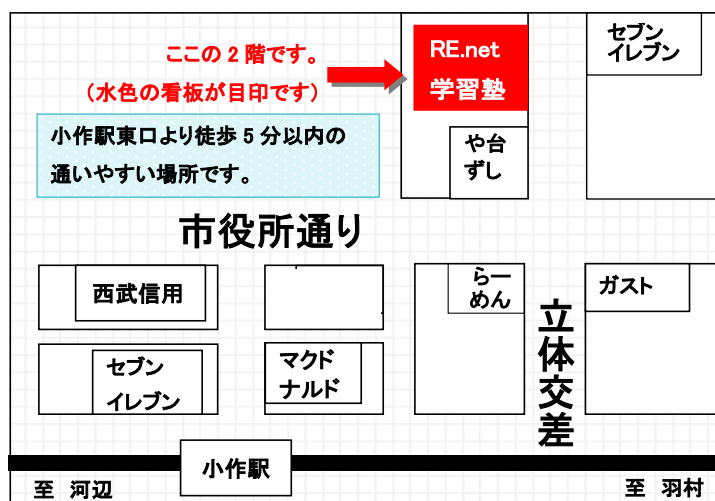 ここの2階です。
(水色の看板が目印です)
RE.net
学習塾
セブン
イレブン
小作駅東口より徒歩5分以内の
通いやすい場所です。
や台
ずし
市役所通り
西武信用
らー
めん
ガスト
立体交差
セブン
イレブン
マクド
ナルド
小作駅
至 河辺
至 羽村